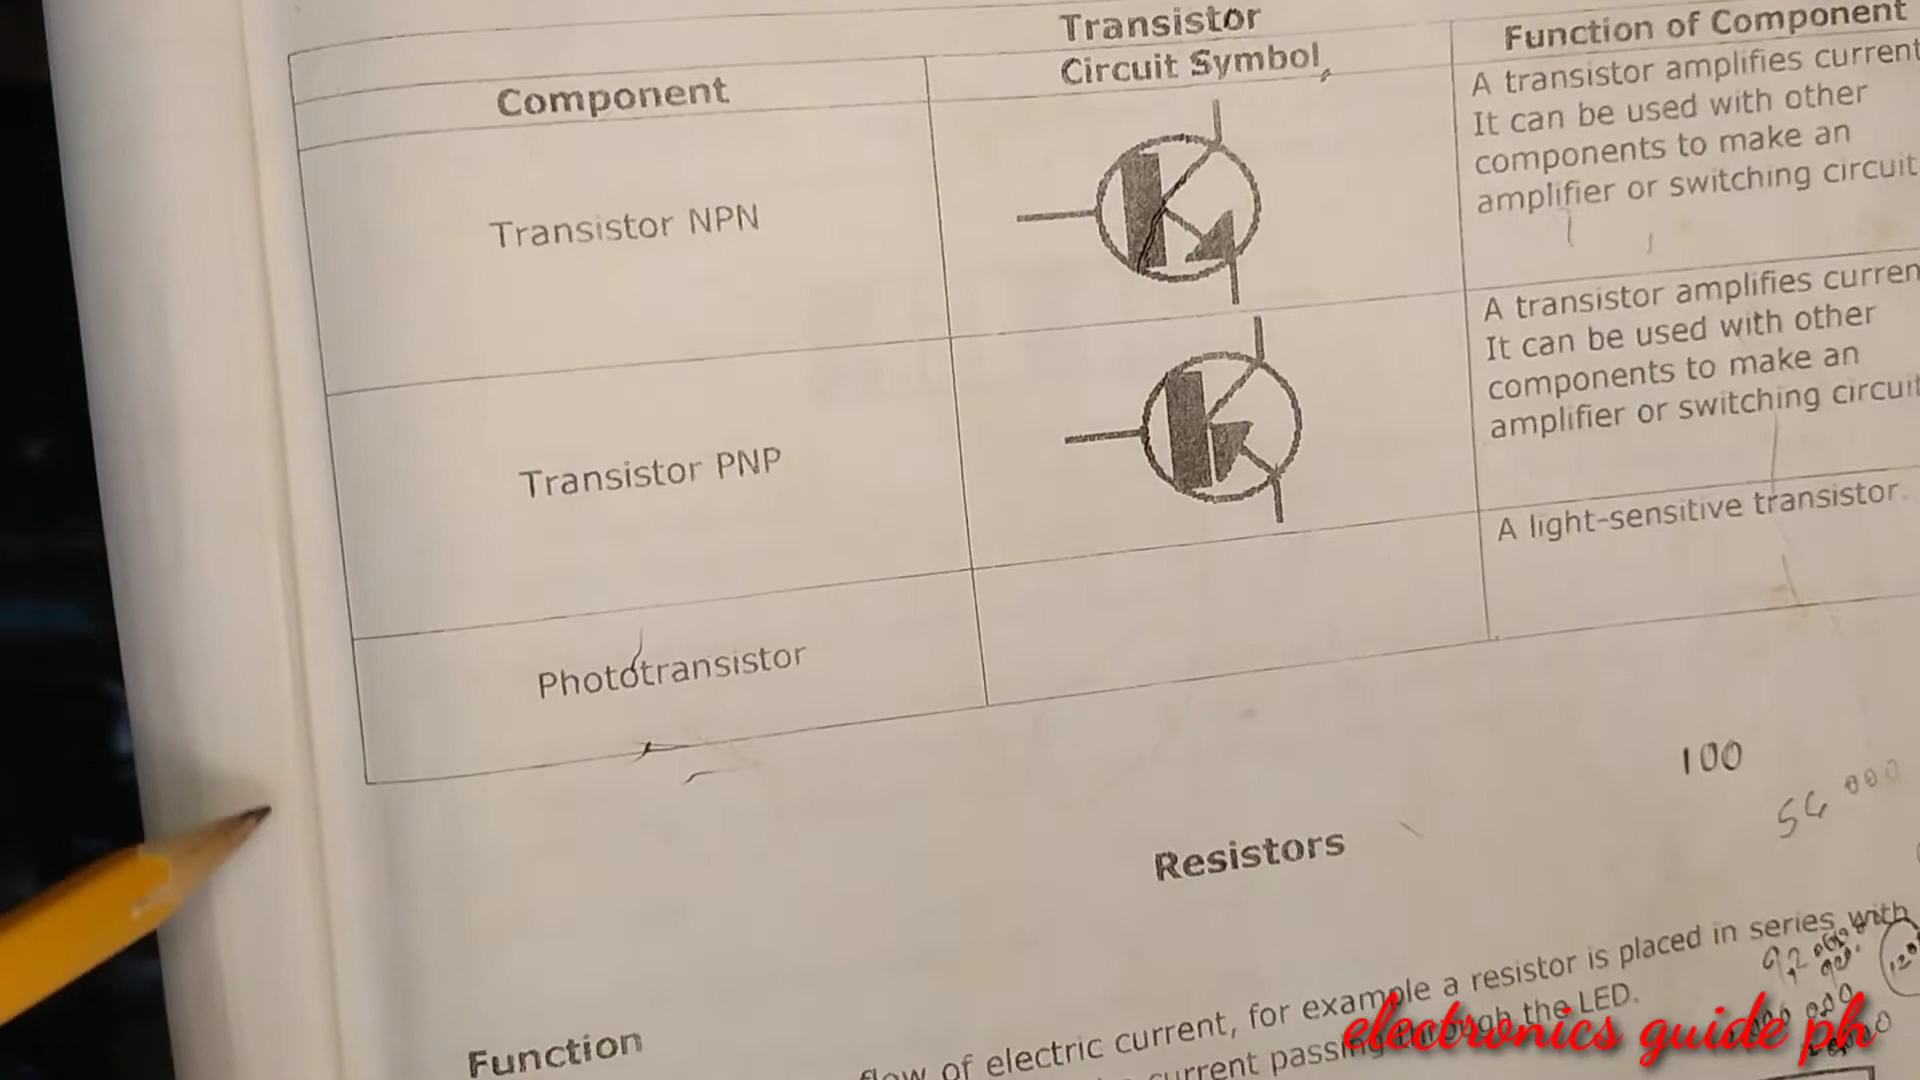 Transistor
Component
Circuit Symbol
Function of Component
Transistor NPN
A transistor amplifies current
It can be used with other
components to make an
amplifier or switching circuit
Transistor PNP
A transistor amplifies curren
It can be used with other
components to make an
amplifier or switching circuit
Phototransistor
A light-sensitive transistor.
100
Resistors
Function
flow of electric current, for example a resistor is placed in series with
current passing through the LED.
electronics guide ph